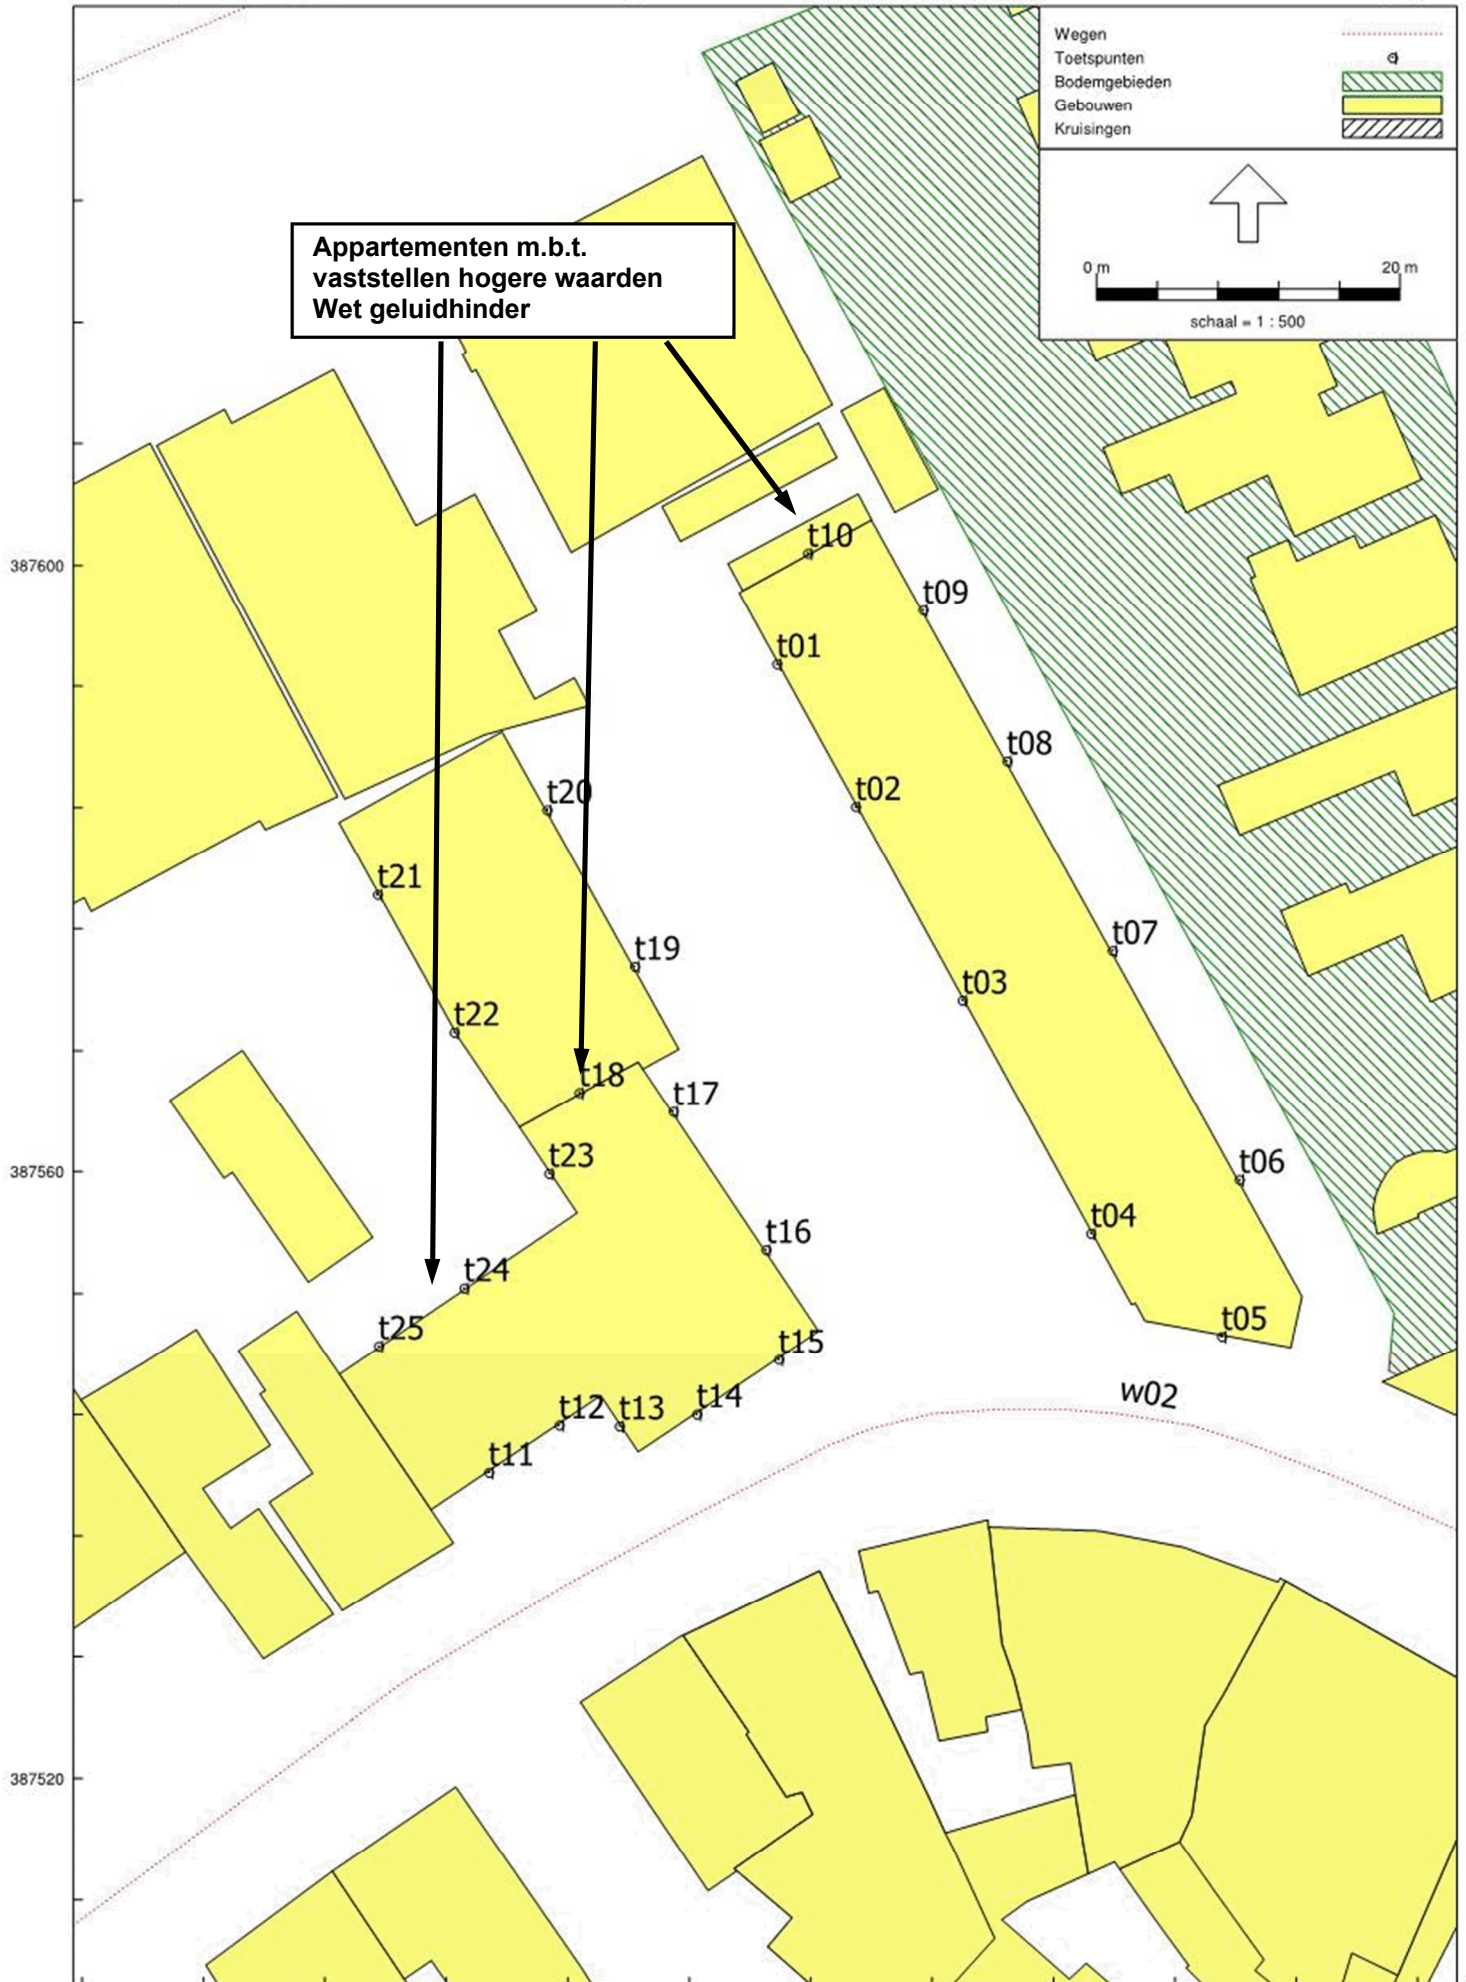 Wegen
Toetspunten
Bodemgebieden
Gebouwen
Kruisingen
0 m
20 m
schaal = 1 : 500
Appartementen m.b.t.
vaststellen hogere waarden
Wet geluidhinder
t10
387600
t09
t01
t08
t02
t20
t21
t07
t19
t03
t22
t18
t17
t23
387560
t06
t04
t16
t24
t05
t25
t15
w02
t14
t12
t13
t11
387520